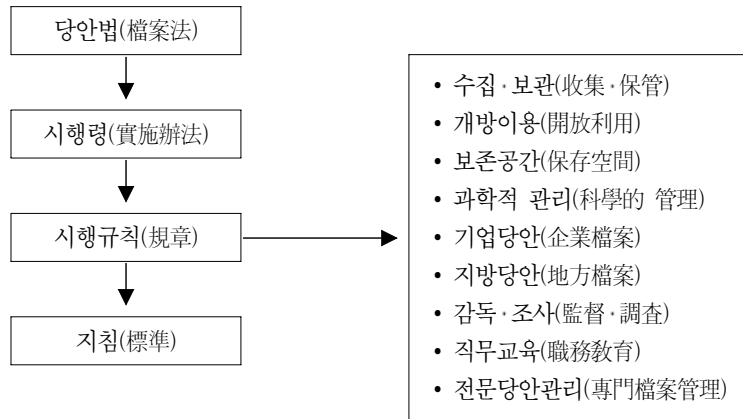 당안법(檔案法)
시행령(實施辦法)
시행규칙(規章)
지침(標準)
• 수집·보관(收集·保管)
• 개방이용(開放利用)
• 보존공간(保存空間)
• 과학적 관리(科學的 管理)
• 기업당안(企業檔案)
• 지방당안(地方檔案)
• 감독·조사(監督·調査)
• 직무교육(職務敎育)
• 전문당안관리(專門檔案管理)